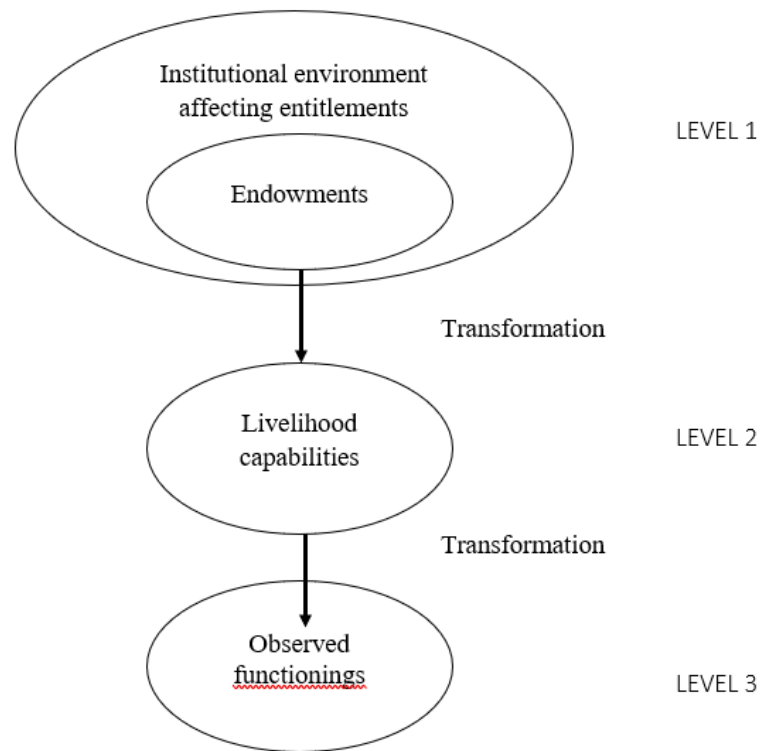 Institutional environment
affecting entitlements
LEVEL 1
Endowments
Transformation
Livelihood
capabilities
LEVEL 2
Transformation
Observed
functionings
LEVEL 3